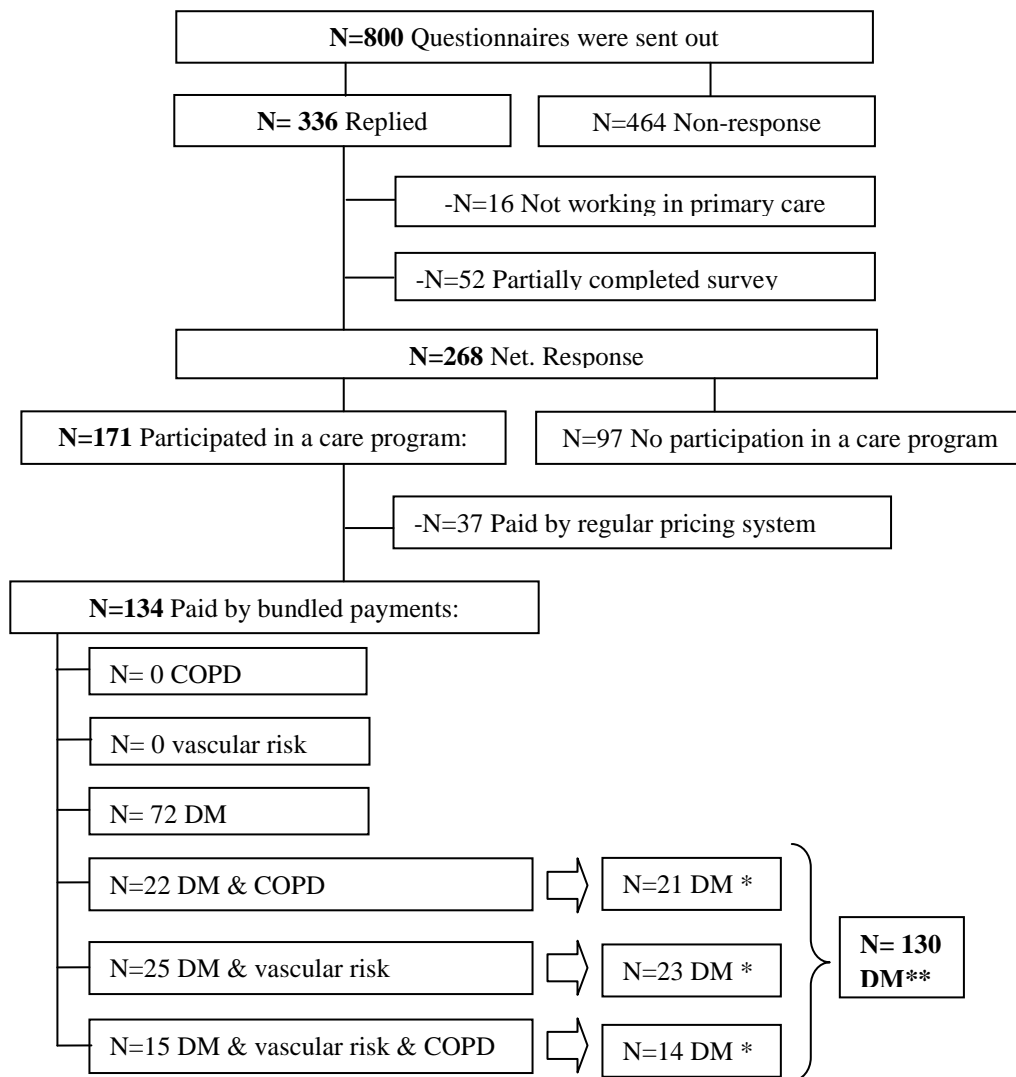 N=800 Questionnaires were sent out
N= 336 Replied
N=464 Non-response
-N=16 Not working in primary care
-N=52 Partially completed survey
N=268 Net. Response
N=171 Participated in a care program:
N=97 No participation in a care program
-N=37 Paid by regular pricing system
N=134 Paid by bundled payments:
N= 0 COPD
N= 0 vascular risk
N= 72 DM
N=22 DM & COPD
N=21 DM *
N=25 DM & vascular risk
N=23 DM *
N=15 DM & vascular risk & COPD
N=14 DM *
N= 130
DM**